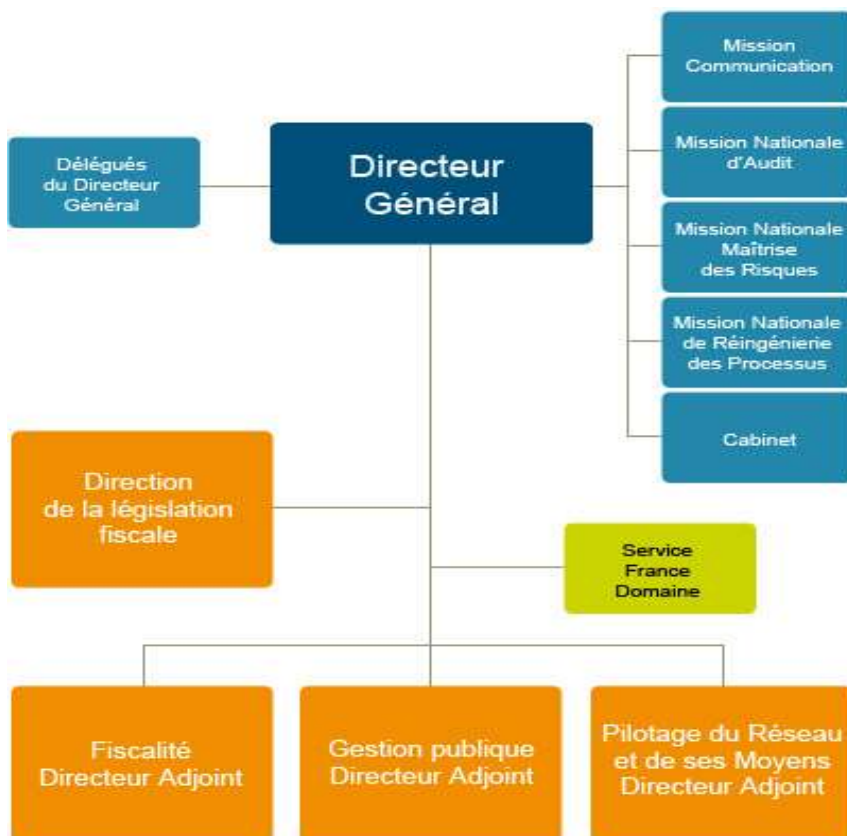 Mission
Communication
Mission Nationale
d'Audit
Délégués
du Directeur
Général
Directeur
Général
Mission Nationale
Maîtrise
des Risques
Mission Nationale
de Réingénierie
des Processus
Cabinet
Direction
de la législation
fiscale
Service
France
Domaine
Fiscalité
Directeur Adjoint
Gestion publique
Directeur Adjoint
Pilotage du Réseau
et de ses Moyens
Directeur Adjoint